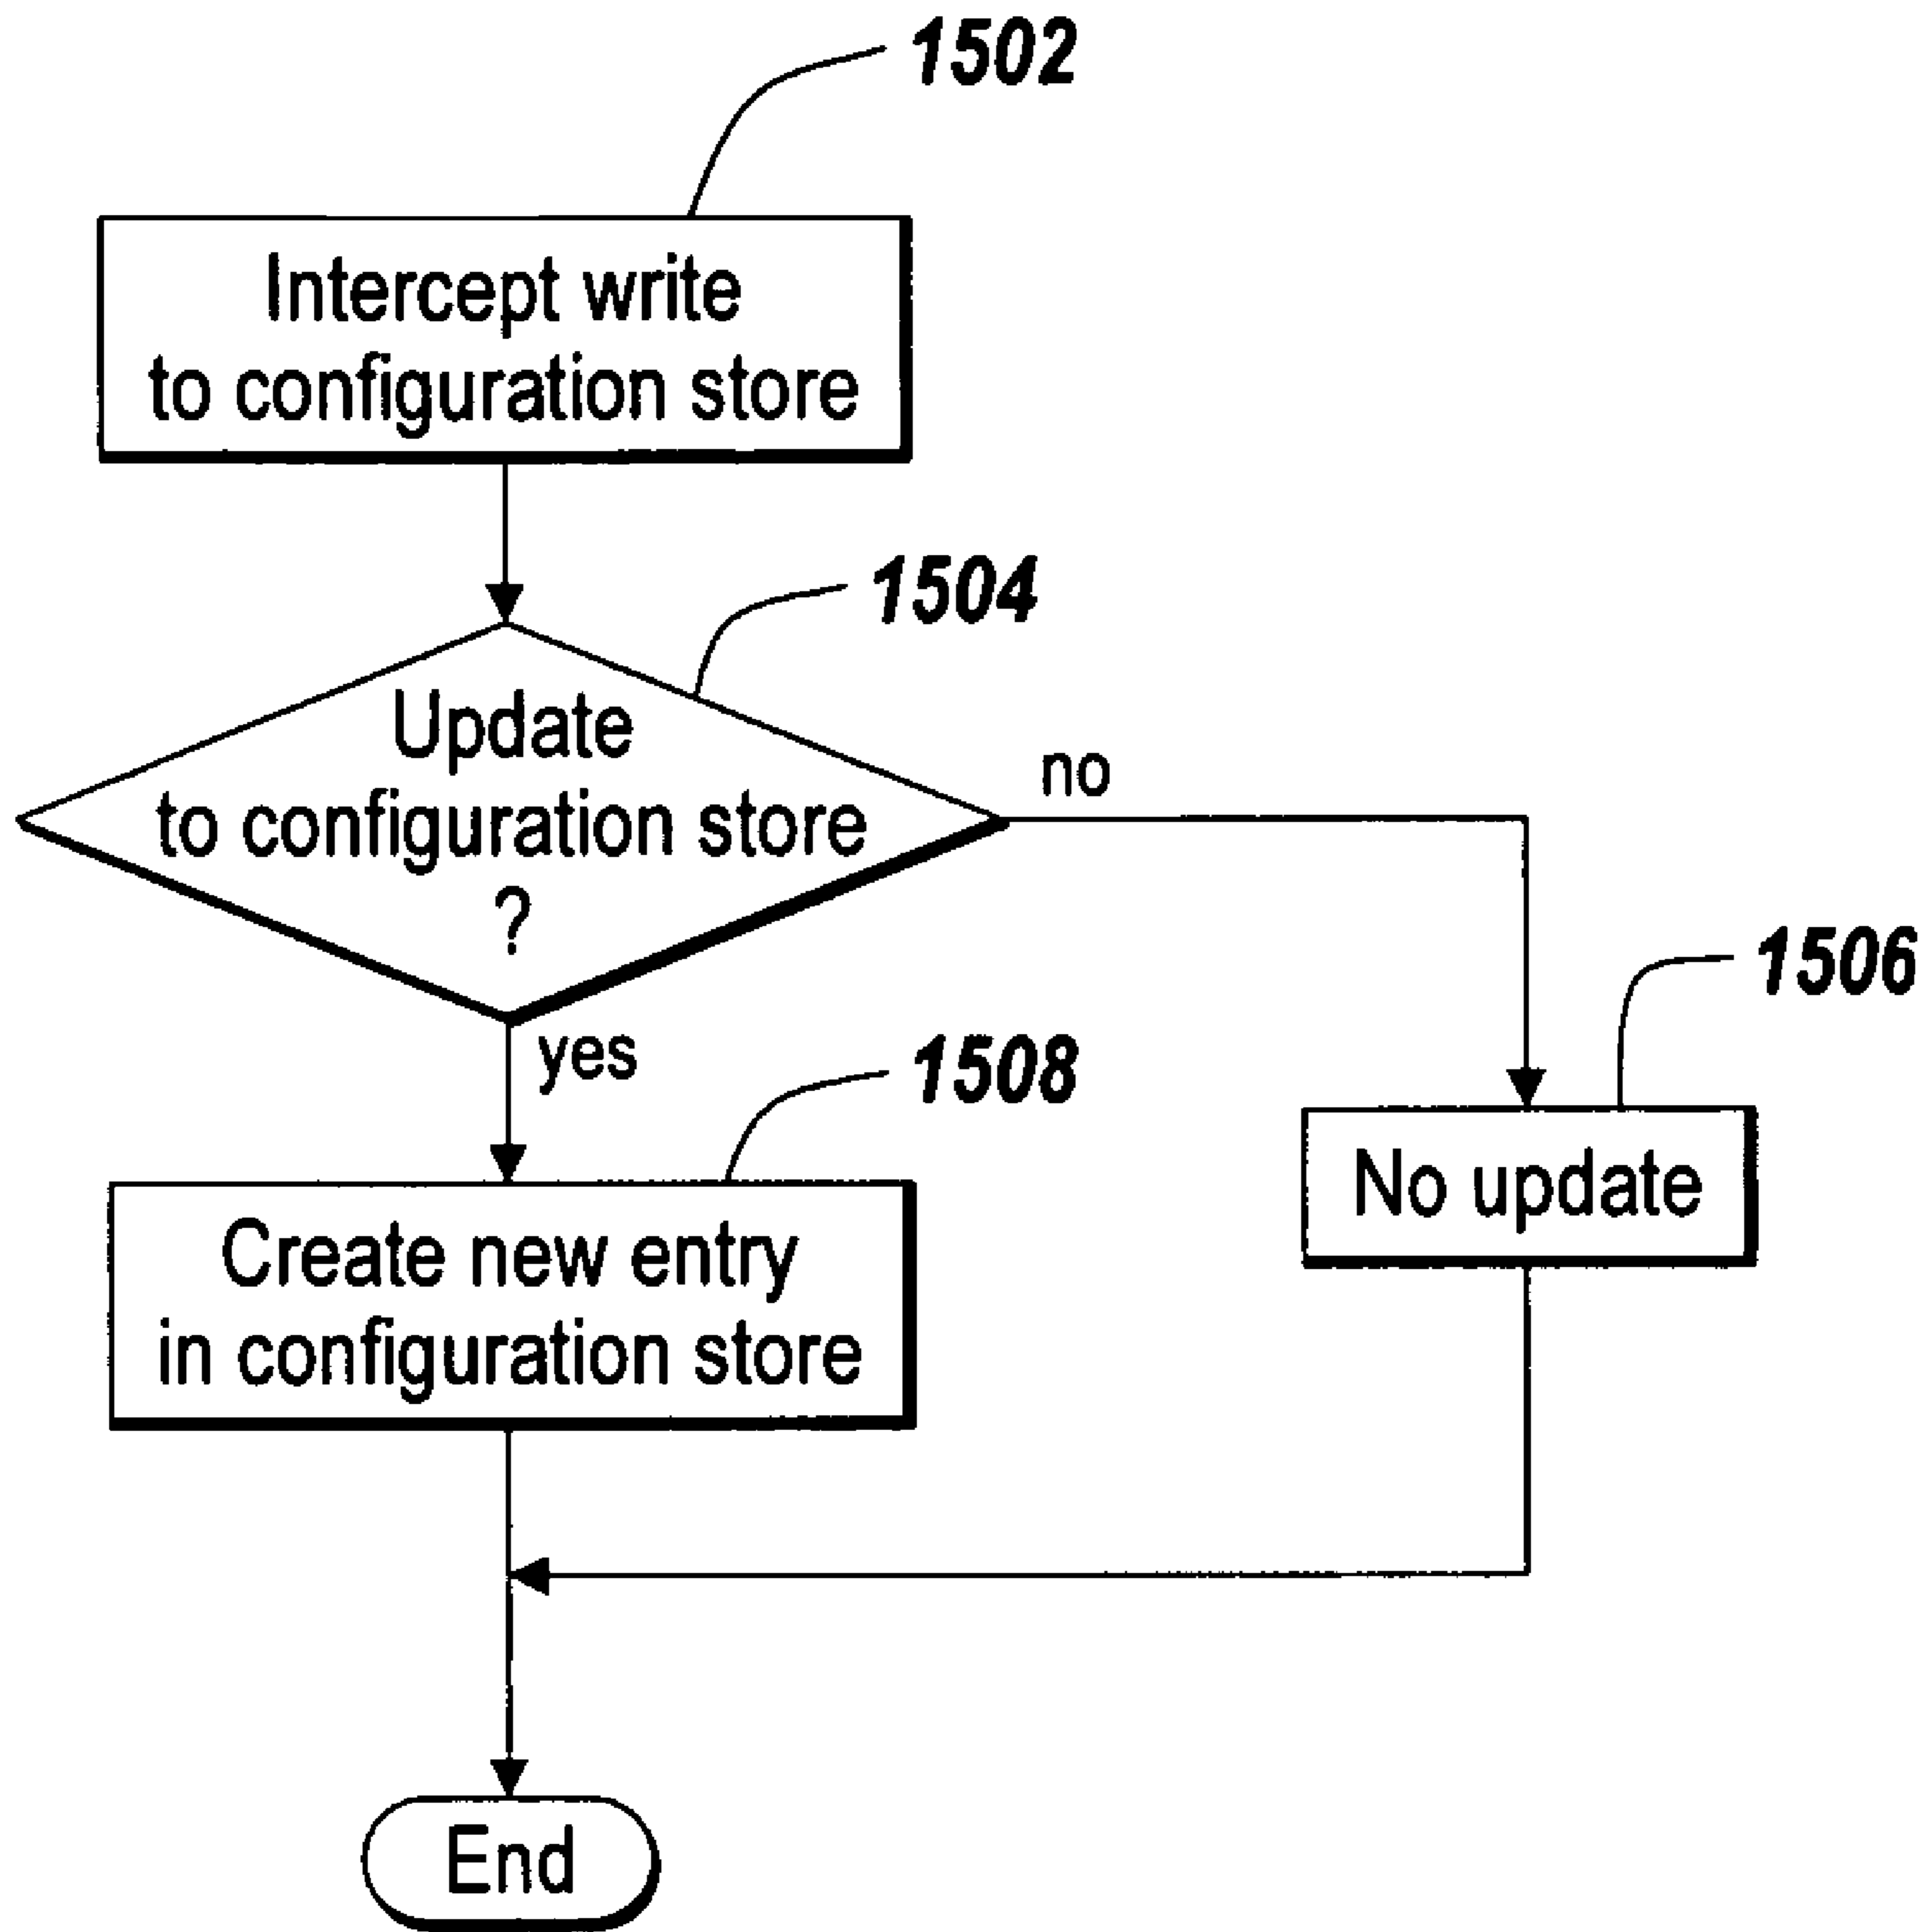 1502
Intercept write
to configuration store
1504
Update
to configuration store
?
no
yes
1506
1508
No update
Create new entry
in configuration store
End